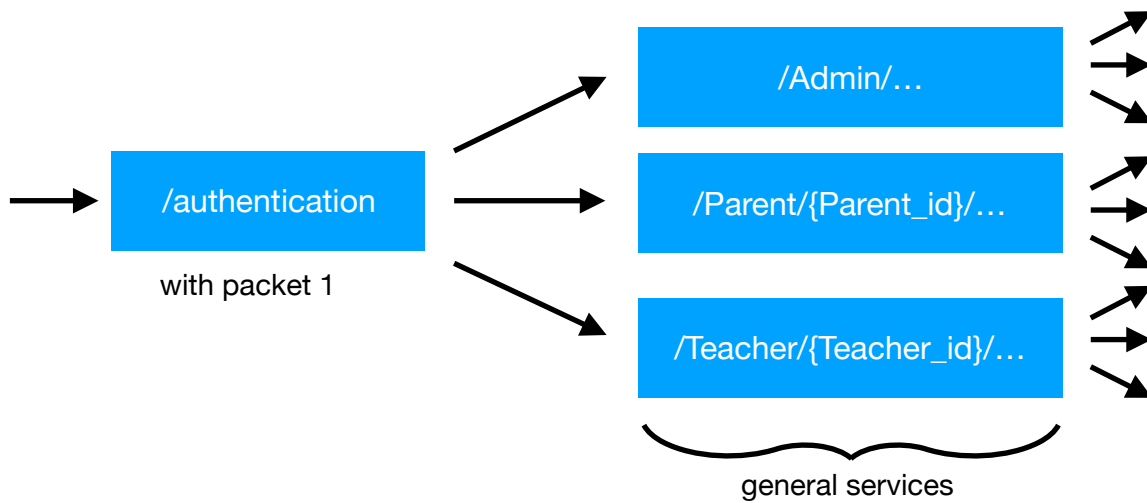 /Admin/…
/authentication
/Parent/{Parent_id}/…
with packet 1
/Teacher/{Teacher_id}/…
general services